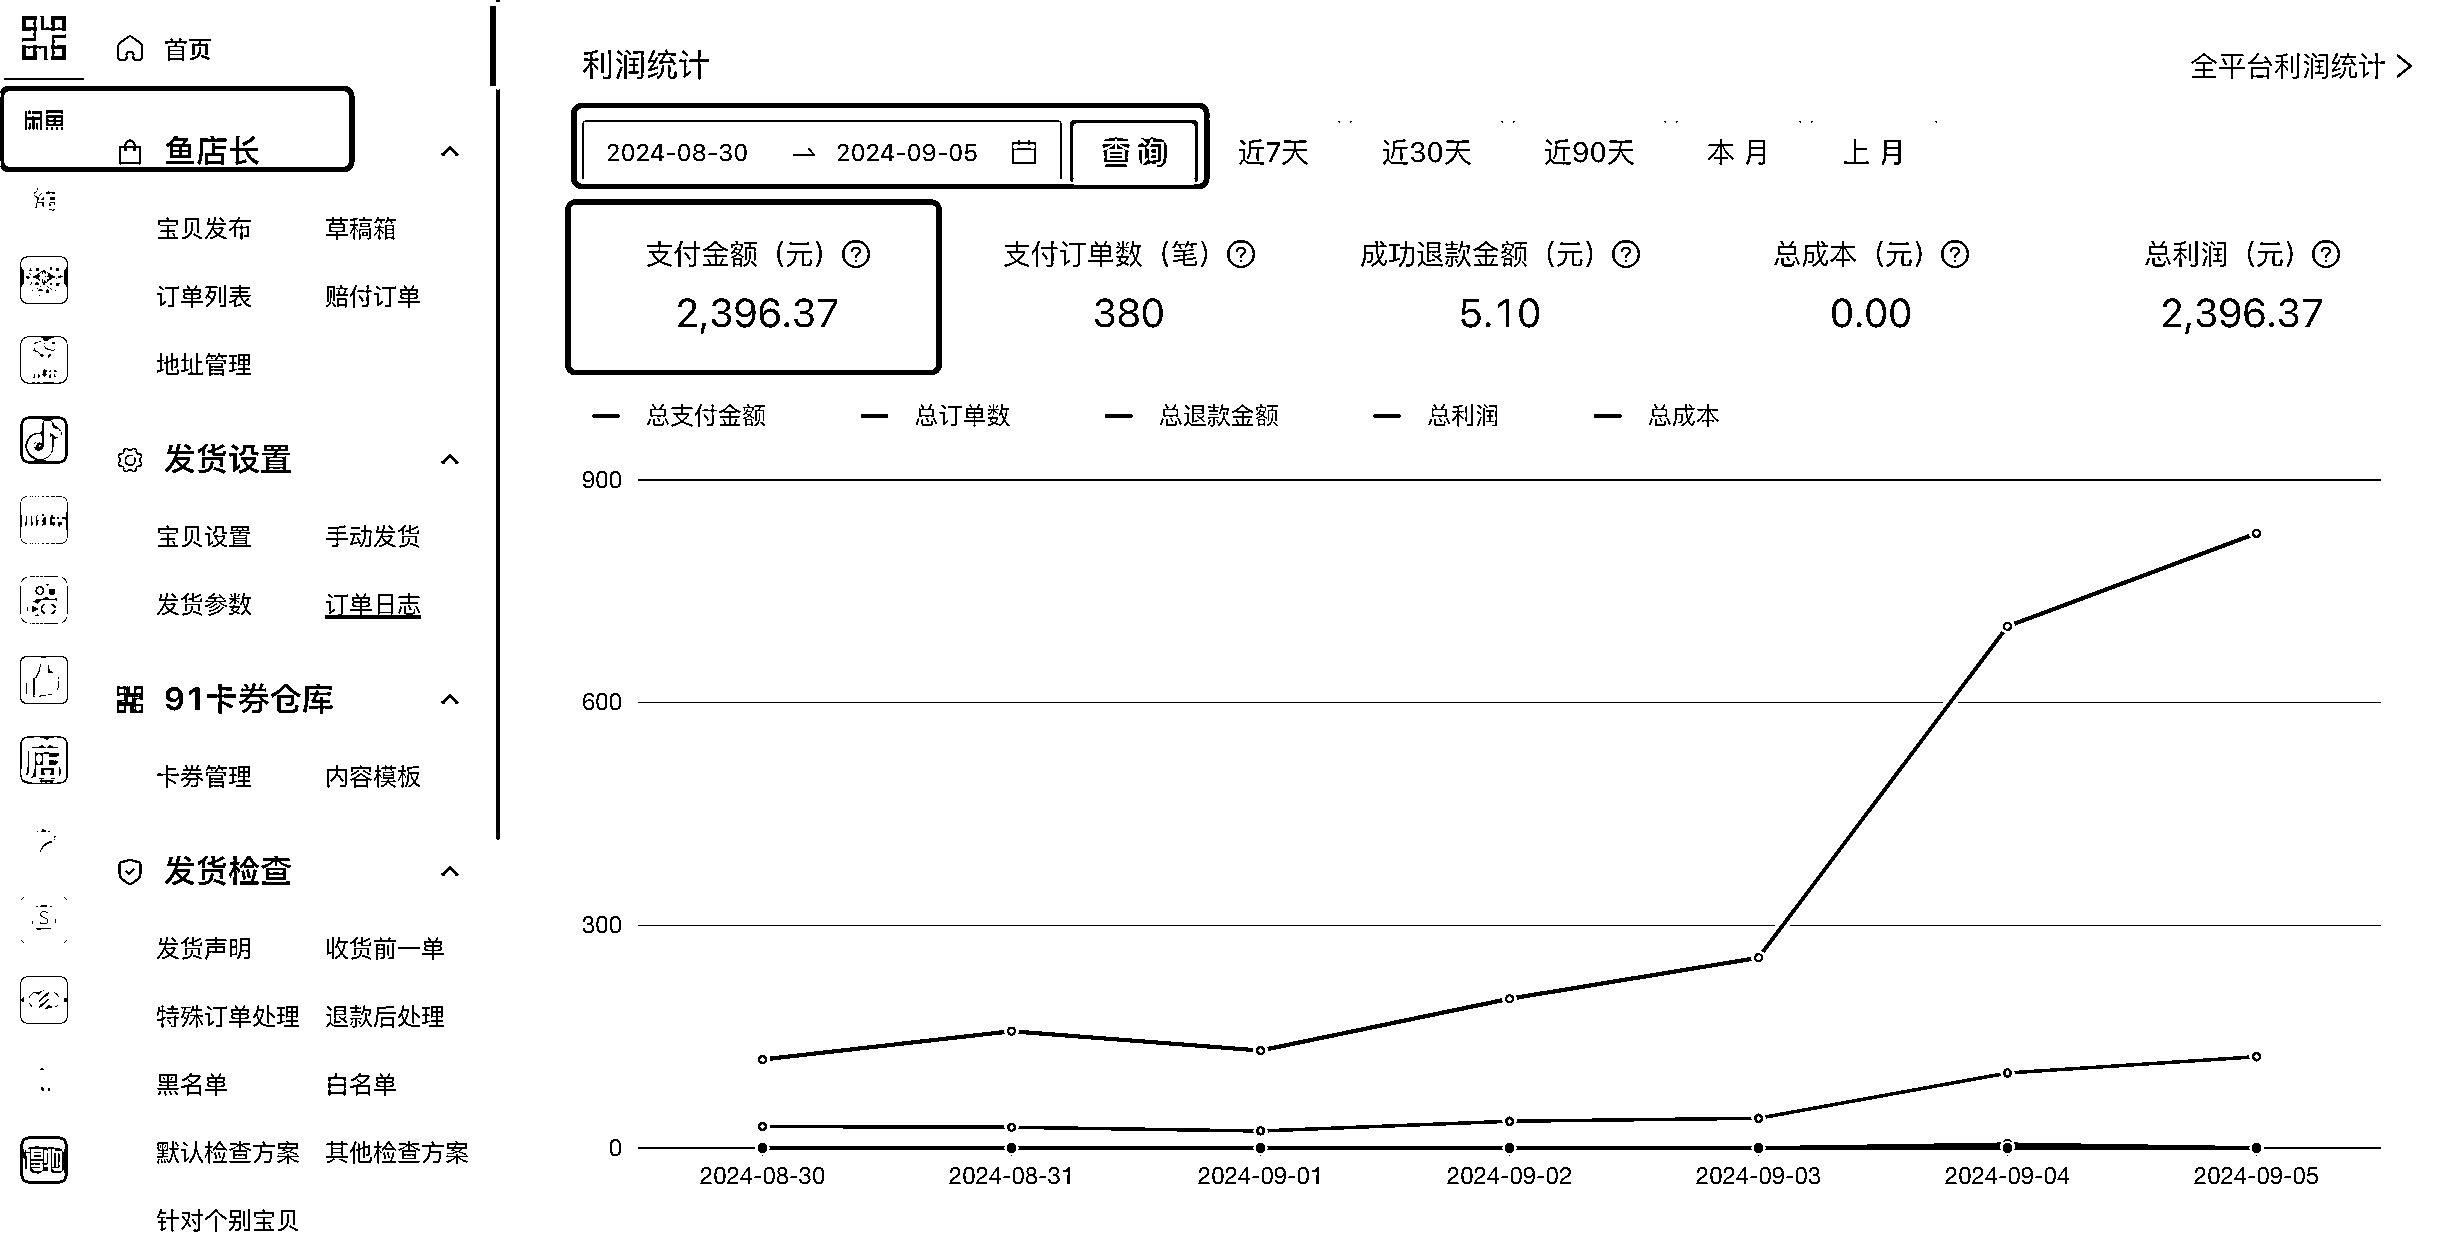 首页
闲鱼
鱼店长
宝贝发布 草稿箱
订单列表 赔付订单
地址管理
发货设置
宝贝设置 手动发货
发货参数 订单日志
91卡券仓库
卡券管理 内容模板
发货检查
发货声明 收货前一单
特殊订单处理 退款后处理
黑名单 白名单
默认检查方案 其他检查方案
针对个别宝贝
利润统计 全平台利润统计
2024-08-30 → 2024-09-05 查询 近7天 近30天 近90天 本月 上月
支付金额（元） 支付订单数（笔） 成功退款金额（元） 总成本（元） 总利润（元）
2,396.37 380 5.10 0.00 2,396.37
总支付金额 总订单数 总退款金额 总利润 总成本
900
600
300
0
2024-08-30 2024-08-31 2024-09-01 2024-09-02 2024-09-03 2024-09-04 2024-09-05